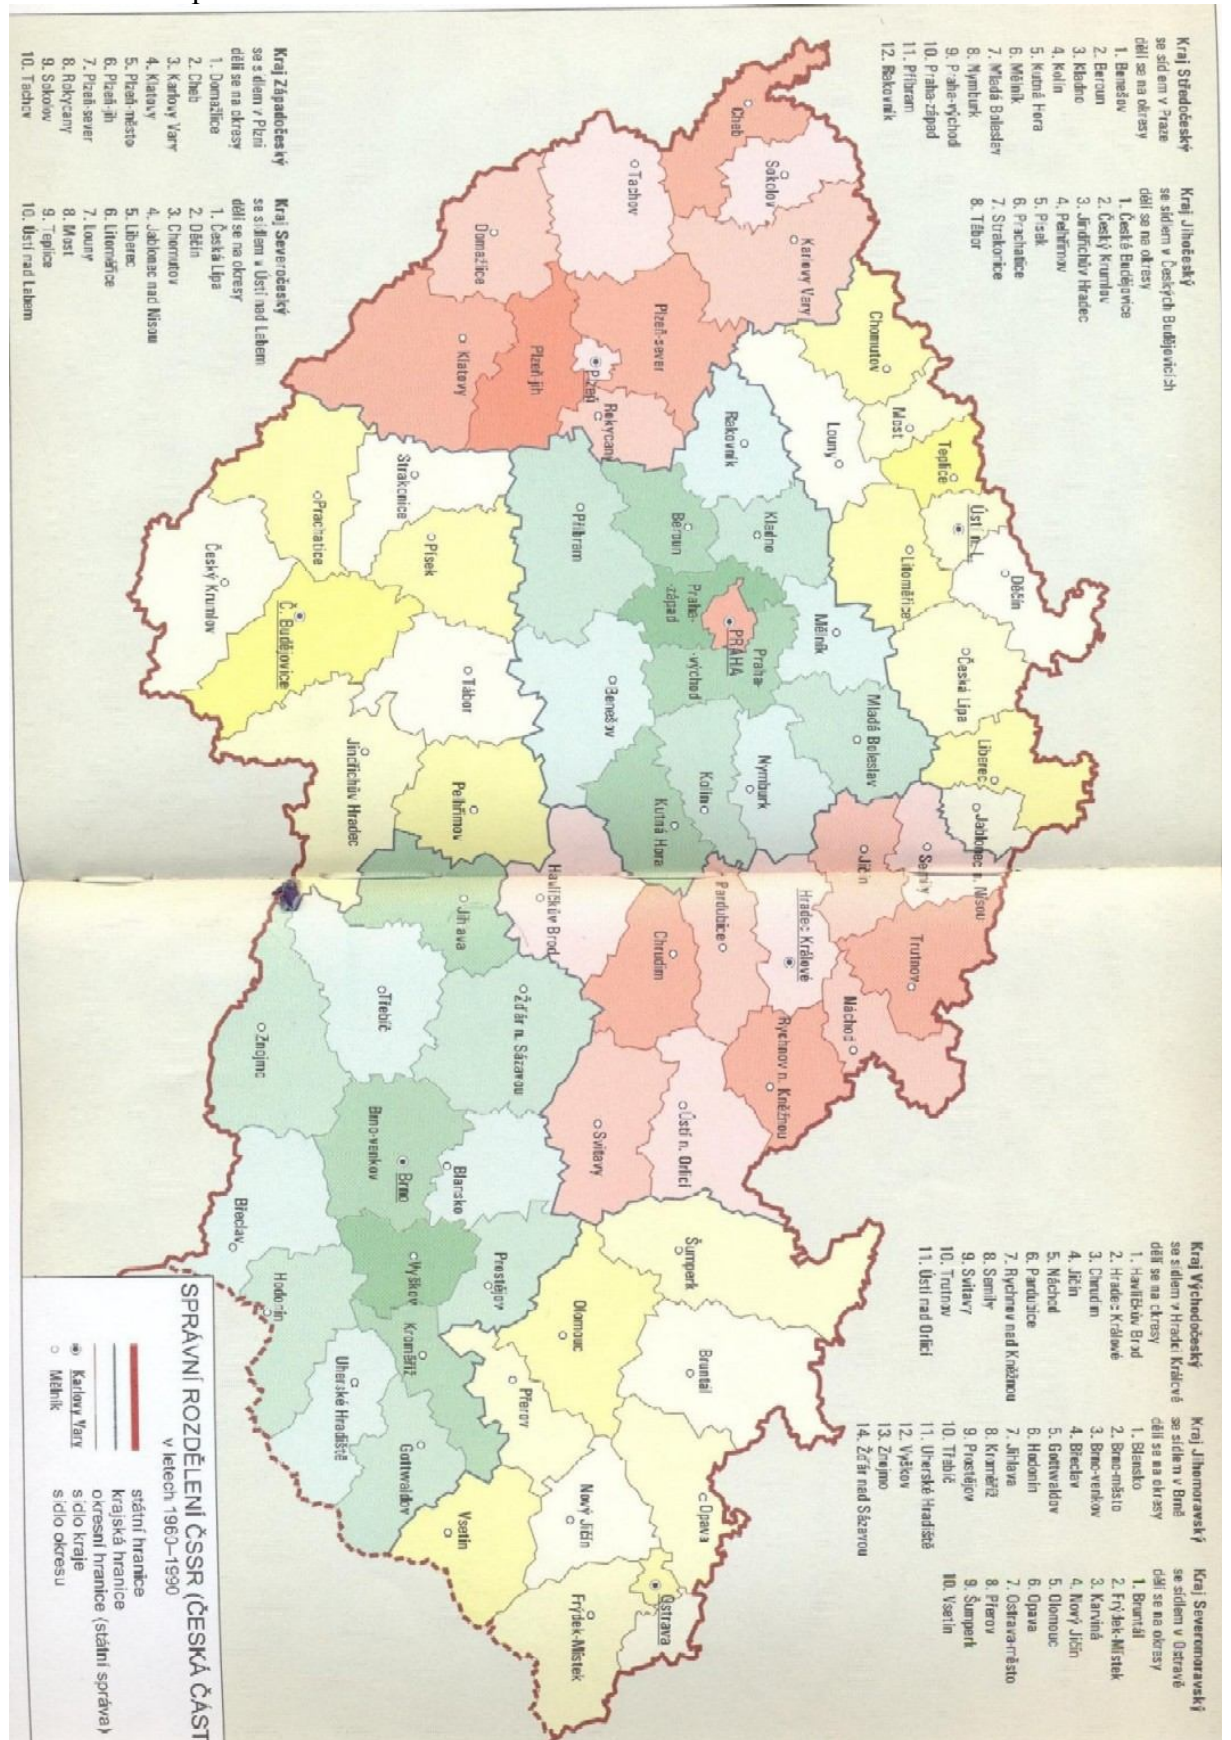 Kraj Středočeský
se sídlem v Praze
dělí se na okresy
1. Benešov
2. Beroun
3. Kladno
4. Kolín
5. Kutná Hora
6. Mělník
7. Mladá Boleslav
8. Nymburk
9. Praha-východ
10. Praha-západ
11. Příbram
12. Rakovník
Kraj Jihočeský
se sídlem v Českých Budějovicích
dělí se na okresy
1. České Budějovice
2. Český Krumlov
3. Jindřichův Hradec
4. Pelhřimov
5. Písek
6. Prachatice
7. Strakonice
8. Tábor
Kraj Východočeský
se sídlem v Hradci Králové
dělí se na okresy
1. Havlíčkův Brod
2. Hradec Králové
3. Chrudim
4. Jičín
5. Náchod
6. Pardubice
7. Rychnov nad Kněžnou
8. Semily
9. Svitavy
10. Trutnov
11. Ústí nad Orlicí
Kraj Jihomoravský
se sídlem v Brně
dělí se na okresy
1. Blansko
2. Brno-město
3. Brno-venkov
4. Břeclav
5. Gottwaldov
6. Hodonín
7. Jihlava
8. Kroměříž
9. Prostějov
10. Třebíč
11. Uherské Hradiště
12. Vyškov
13. Znojmo
14. Žďár nad Sázavou
Kraj Severomoravský
se sídlem v Ostravě
dělí se na okresy
1. Bruntál
2. Frýdek-Místek
3. Karviná
4. Nový Jičín
5. Olomouc
6. Opava
7. Ostrava-město
8. Přerov
9. Šumperk
10. Vsetín
Děčín
Ústí n. L.
Teplice
Most
Chomutov
Louny
Litoměřice
Česká Lípa
Liberec
Jablonec n. Nisou
Semily
Trutnov
Jičín
Náchod
Hradec Králové
Rychnov n. Kněžnou
Pardubice
Chrudim
Ústí n. Orlicí
Svitavy
Havlíčkův Brod
Cheb
Sokolov
Karlovy Vary
Tachov
Plzeň-sever
Plzeň
Rokycany
Plzeň-jih
Domažlice
Klatovy
Rakovník
Kladno
Mělník
Mladá Boleslav
Beroun
PRAHA
Praha-
západ
Praha-
východ
Nymburk
Kolín
Kutná Hora
Příbram
Benešov
Strakonice
Písek
Tábor
Prachatice
Č. Budějovice
Český Krumlov
Jindřichův Hradec
Pelhřimov
Jihlava
Žďár n. Sázavou
Třebíč
Znojmo
Brno-venkov
Brno
Blansko
Břeclav
Vyškov
Prostějov
Hodonín
Kroměříž
Uherské Hradiště
Gottwaldov
Šumperk
Bruntál
Olomouc
Přerov
Opava
Nový Jičín
Ostrava
Vsetín
Frýdek-Místek
Kraj Západočeský
se sídlem v Plzni
dělí se na okresy
1. Domažlice
2. Cheb
3. Karlovy Vary
4. Klatovy
5. Plzeň-město
6. Plzeň-jih
7. Plzeň-sever
8. Rokycany
9. Sokolov
10. Tachov
Kraj Severočeský
se sídlem v Ústí nad Labem
dělí se na okresy
1. Česká Lípa
2. Děčín
3. Chomutov
4. Jablonec nad Nisou
5. Liberec
6. Litoměřice
7. Louny
8. Most
9. Teplice
10. Ústí nad Labem
SPRÁVNÍ ROZDĚLENÍ ČSSR (ČESKÁ ČÁST
v letech 1960–1990
státní hranice
krajská hranice
okresní hranice (státní správa)
Karlovy Vary sídlo kraje
Mělník sídlo okresu